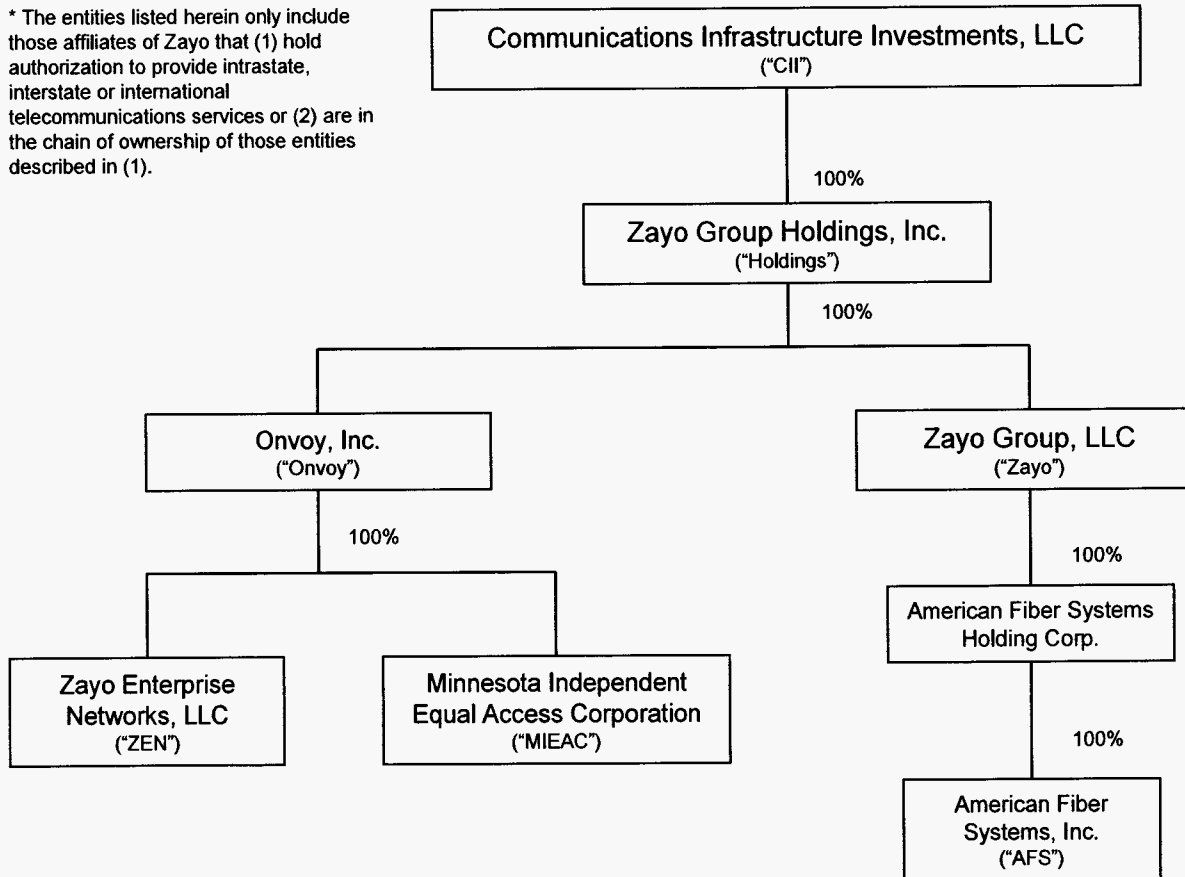 * The entities listed herein only include
those affiliates of Zayo that (1) hold
authorization to provide intrastate,
interstate or international
telecommunications services or (2) are in
the chain of ownership of those entities
described in (1).
Communications Infrastructure Investments, LLC
("CII")
100%
Zayo Group Holdings, Inc.
("Holdings")
100%
Onvoy, Inc.
("Onvoy")
Zayo Group, LLC
("Zayo")
100%
100%
American Fiber Systems
Holding Corp.
Zayo Enterprise
Networks, LLC
("ZEN")
Minnesota Independent
Equal Access Corporation
("MIEAC")
100%
American Fiber
Systems, Inc.
("AFS")